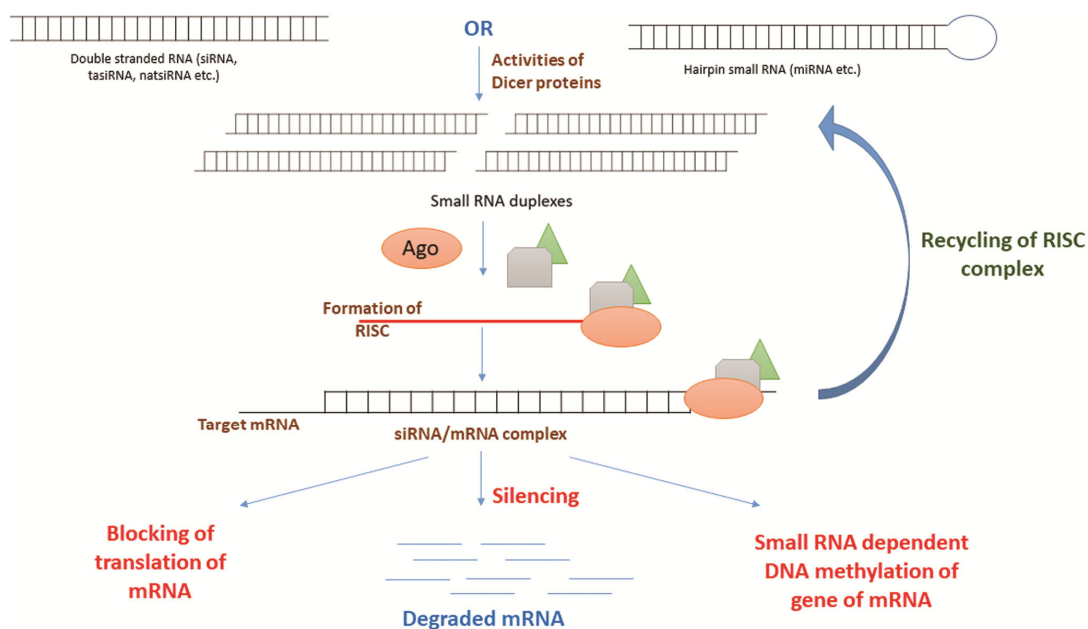 OR
Double stranded RNA (siRNA,
tasiRNA, natsiRNA etc.)
Hairpin small RNA (miRNA etc.)
Activities of
Dicer proteins
Small RNA duplexes
Ago
Recycling of RISC
complex
Formation of
RISC
Target mRNA
siRNA/mRNA complex
Silencing
Blocking of
translation of
mRNA
Small RNA dependent
DNA methylation of
gene of mRNA
Degraded mRNA